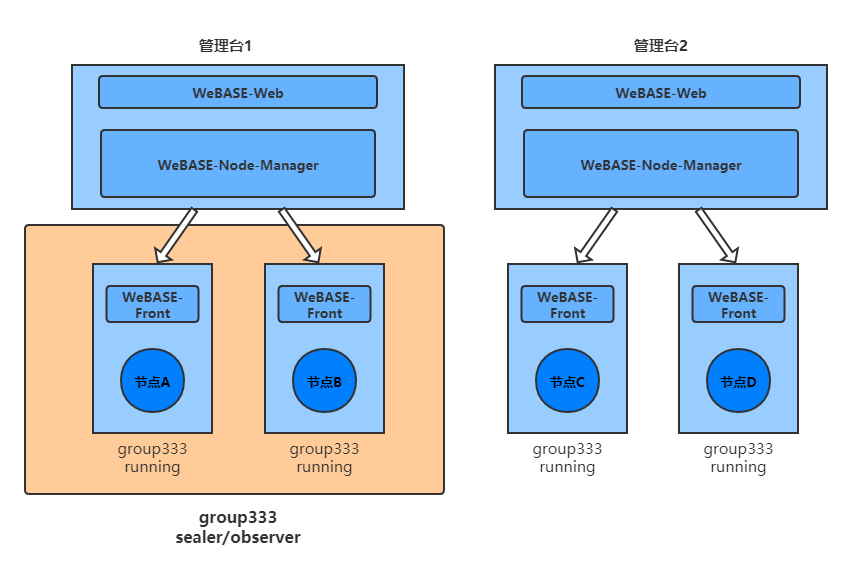 管理台1
WeBASE-Web
WeBASE-Node-Manager
WeBASE-
Front
节点A
group333
running
WeBASE-
Front
节点B
group333
running
group333
sealer/observer
管理台2
WeBASE-Web
WeBASE-Node-Manager
WeBASE-
Front
节点C
group333
running
WeBASE-
Front
节点D
group333
running